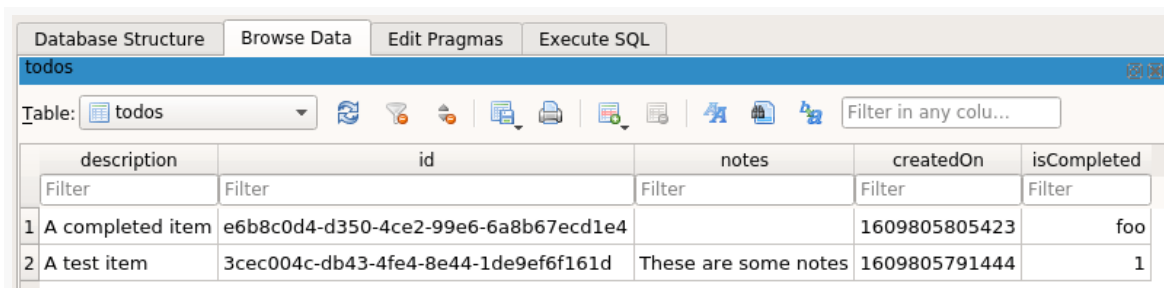 Database Structure Browse Data Edit Pragmas Execute SQL
todos
Table: todos Filter in any colu...
description id notes createdOn isCompleted
Filter Filter Filter Filter Filter
1 A completed item e6b8c0d4-d350-4ce2-99e6-6a8b67ecd1e4 1609805805423 foo
2 A test item 3cec004c-db43-4fe4-8e44-1de9ef6f161d These are some notes 1609805791444 1